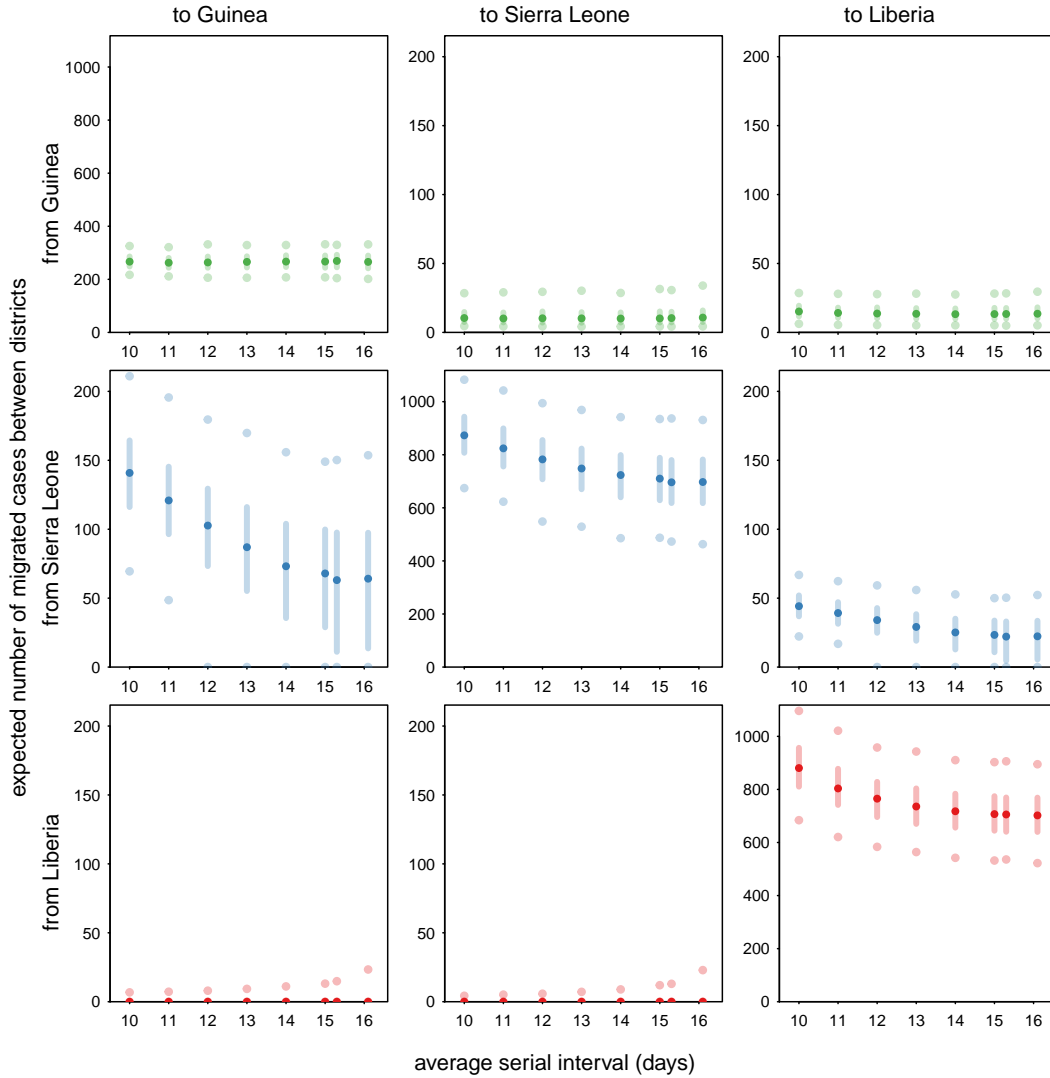 to Guinea
to Sierra Leone
to Liberia
expected number of migrated cases between districts
from Guinea
1000
800
600
400
200
0
10 11 12 13 14 15 16
200
150
100
50
0
10 11 12 13 14 15 16
200
150
100
50
0
10 11 12 13 14 15 16
from Sierra Leone
200
150
100
50
0
10 11 12 13 14 15 16
1000
800
600
400
200
0
10 11 12 13 14 15 16
200
150
100
50
0
10 11 12 13 14 15 16
from Liberia
200
150
100
50
0
10 11 12 13 14 15 16
200
150
100
50
0
10 11 12 13 14 15 16
1000
800
600
400
200
0
10 11 12 13 14 15 16
average serial interval (days)